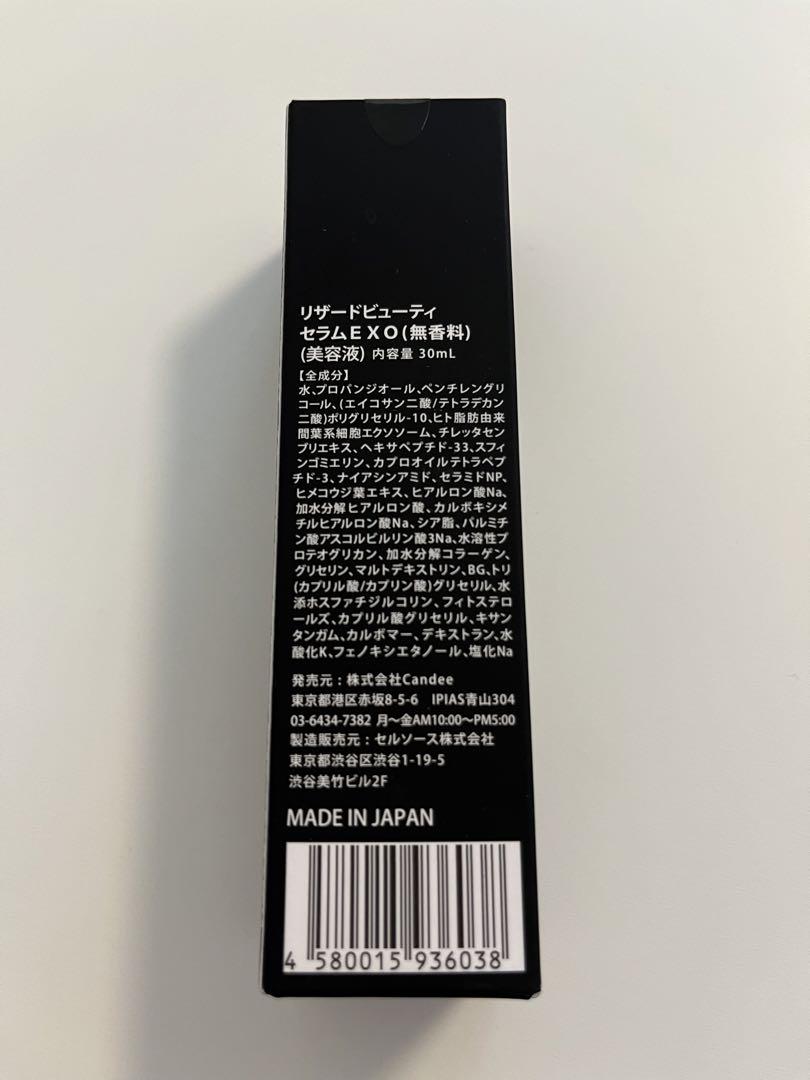 リザードビューティ
セラムEXO(無香料)
(美容液) 内容量 30mL
【全成分】
水、プロパンジオール、ペンチレングリ
コール、(エイコサン二酸/テトラデカン
二酸)ポリグリセリル-10、ヒト脂肪由来
間葉系細胞エクソソーム、チレッタセン
ブリエキス、ヘキサペプチド-33、スフィ
ンゴミエリン、カプロオイルテトラペプ
チド-3、ナイアシンアミド、セラミドNP、
ヒメコウジ葉エキス、ヒアルロン酸Na、
加水分解ヒアルロン酸、カルボキシメ
チルヒアルロン酸Na、シア脂、パルミチ
ン酸アスコルビルリン酸3Na、水溶性プ
ロテオグリカン、加水分解コラーゲン、
グリセリン、マルトデキストリン、BG、トリ
(カプリル酸/カプリン酸)グリセリル、水
添ホスファチジルコリン、フィトステロ
ールズ、カプリル酸グリセリル、キサン
タンガム、カルボマー、デキストラン、水
酸化K、フェノキシエタノール、塩化Na
発売元:株式会社Candee
東京都港区赤坂8-5-6 IPIAS青山304
03-6434-7382 月~金AM10:00~PM5:00
製造販売元:セルソース株式会社
東京都渋谷区渋谷1-19-5
渋谷美竹ビル2F
MADE IN JAPAN
4 580015 936038